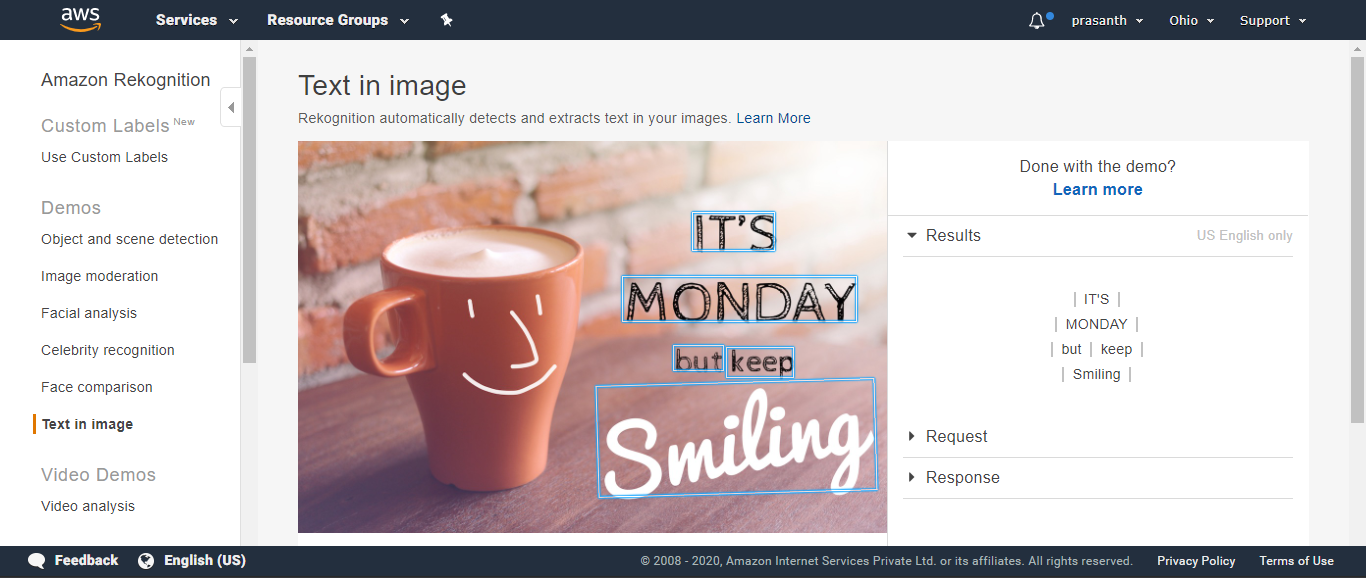 aws Services Resource Groups prasanth Ohio Support
Amazon Rekognition
Custom Labels New
Use Custom Labels
Demos
Object and scene detection
Image moderation
Facial analysis
Celebrity recognition
Face comparison
Text in image
Video Demos
Video analysis
Text in image
Rekognition automatically detects and extracts text in your images. Learn More
IT'S
MONDAY
but keep
Smiling
Done with the demo?
Learn more
Results US English only
| IT'S |
| MONDAY |
| but | keep |
| Smiling |
Request
Response
Feedback English (US) © 2008 - 2020, Amazon Internet Services Private Ltd. or its affiliates. All rights reserved. Privacy Policy Terms of Use